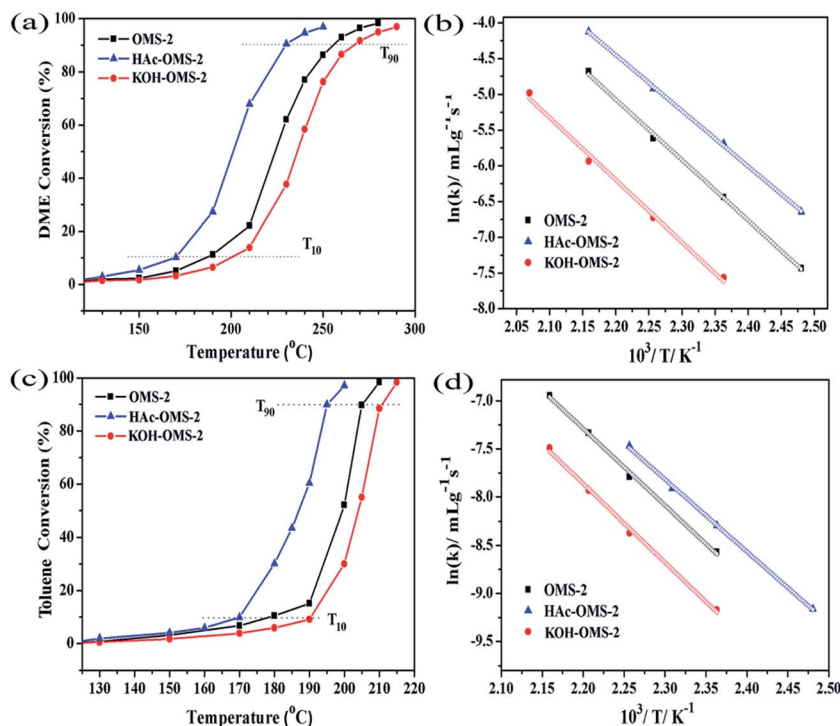 (a)
100
80
60
40
20
0
DME Conversion (%)
OMS-2
HAc-OMS-2
KOH-OMS-2
T90
T10
150
200
250
300
Temperature (⁰C)
(b)
-4.0
-4.5
-5.0
-5.5
-6.0
-6.5
-7.0
-7.5
-8.0
ln(k)/ mLg⁻¹s⁻¹
OMS-2
HAc-OMS-2
KOH-OMS-2
2.05
2.10
2.15
2.20
2.25
2.30
2.35
2.40
2.45
2.50
10³/ T/ K⁻¹
(c)
100
80
60
40
20
0
Toluene Conversion (%)
OMS-2
HAc-OMS-2
KOH-OMS-2
T90
T10
130
140
150
160
170
180
190
200
210
220
Temperature (⁰C)
(d)
-7.0
-7.5
-8.0
-8.5
-9.0
-9.5
ln(k)/ mLg⁻¹s⁻¹
OMS-2
HAc-OMS-2
KOH-OMS-2
2.15
2.20
2.25
2.30
2.35
2.40
2.45
2.50
10³/T/ K⁻¹